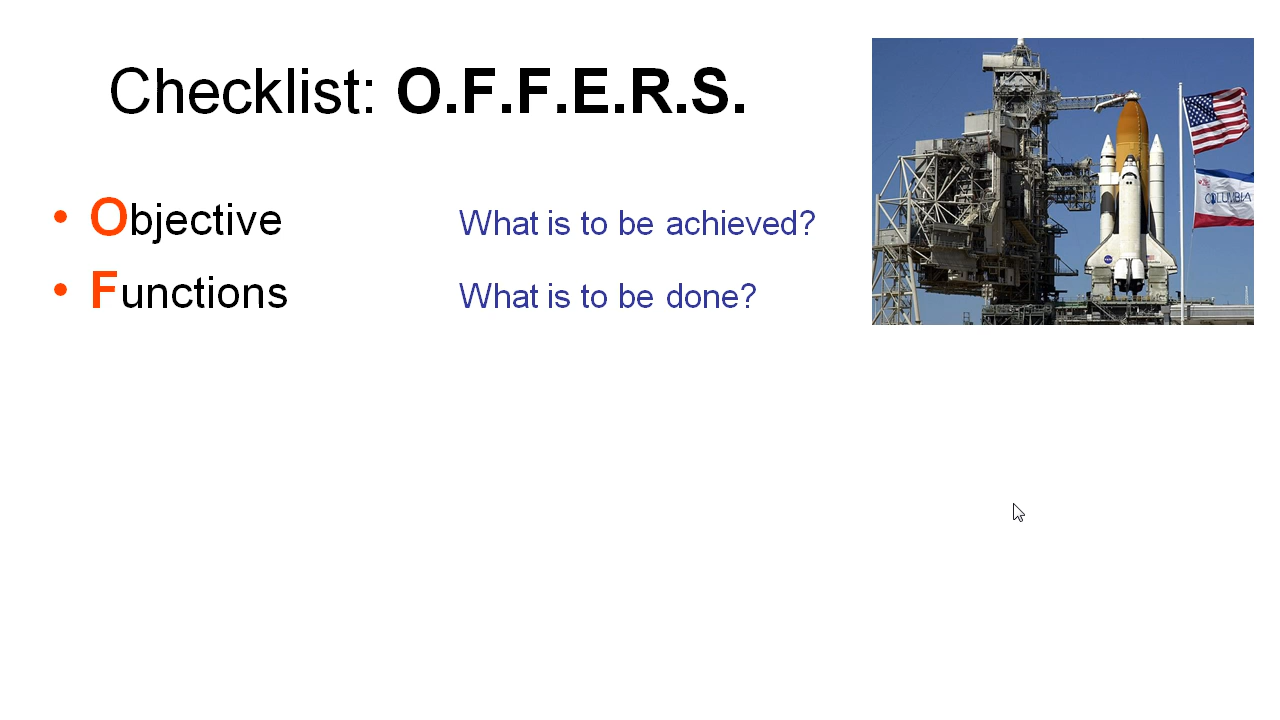 Checklist: O.F.F.E.R.S.
• Objective What is to be achieved?
• Functions What is to be done?
COLUMBIA